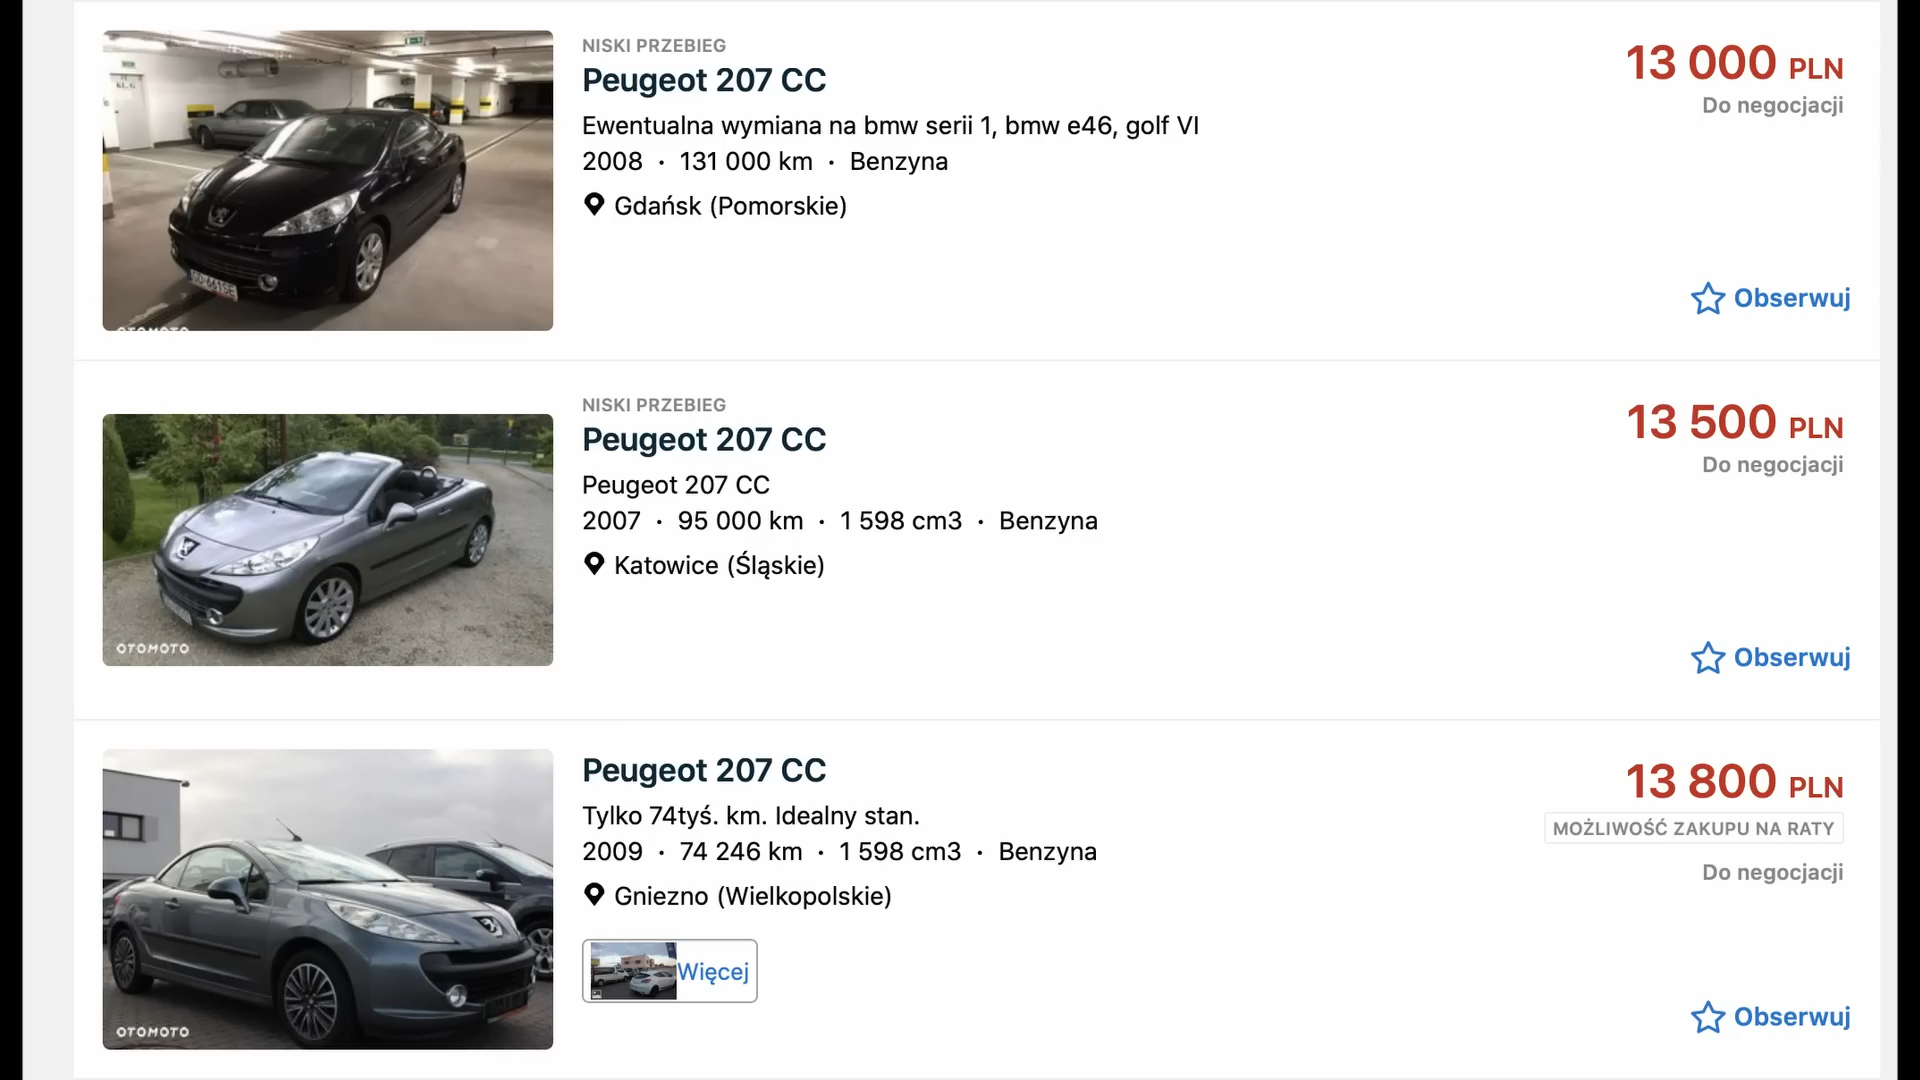 NISKI PRZEBIEG
Peugeot 207 CC
Ewentualna wymiana na bmw serii 1, bmw e46, golf VI
2008 · 131 000 km · Benzyna
Gdańsk (Pomorskie)
13 000 PLN
Do negocjacji
Obserwuj
OTOMOTO
NISKI PRZEBIEG
Peugeot 207 CC
Peugeot 207 CC
2007 · 95 000 km · 1 598 cm3 · Benzyna
Katowice (Śląskie)
13 500 PLN
Do negocjacji
Obserwuj
OTOMOTO
Peugeot 207 CC
Tylko 74tyś. km. Idealny stan.
2009 · 74 246 km · 1 598 cm3 · Benzyna
Gniezno (Wielkopolskie)
Więcej
13 800 PLN
MOŻLIWOŚĆ ZAKUPU NA RATY
Do negocjacji
Obserwuj
OTOMOTO